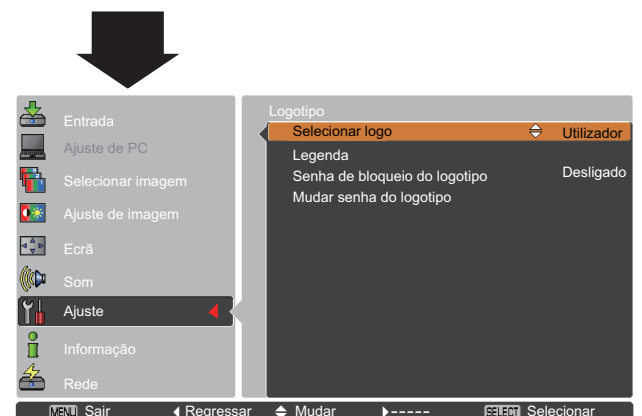 Entrada
Ajuste de PC
Selecionar imagem
Ajuste de imagem
Ecrã
Som
Ajuste
Informação
Rede
Logotipo
Selecionar logo Utilizador
Legenda
Senha de bloqueio do logotipo Desligado
Mudar senha do logotipo
MENU Sair Regressar Mudar ----- SELECT Selecionar